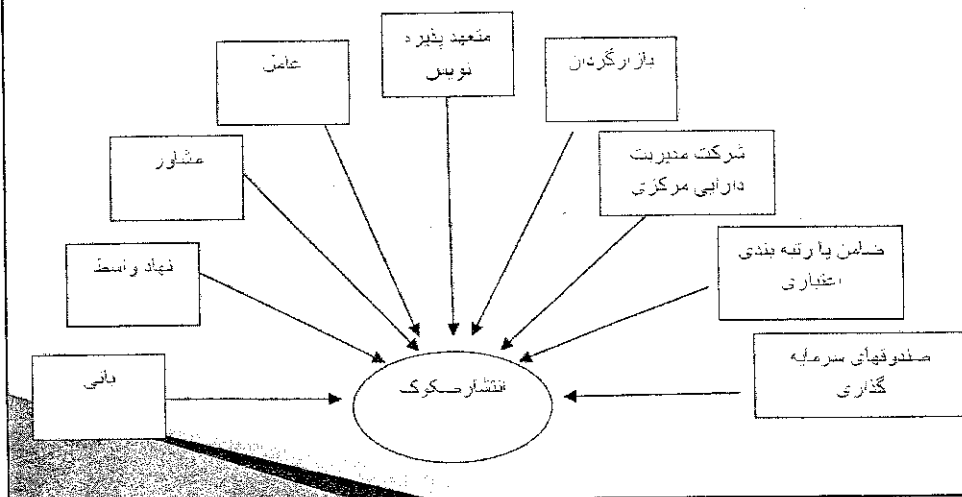 متعهد پذیره
نویس
بازارگردان
عامل
شرکت مدیریت
دارایی مرکزی
مشاور
ضامن یا رتبه بندی
اعتباری
نهاد واسط
صندوقهای سرمایه
گذاری
انتشار صکوک
بانی